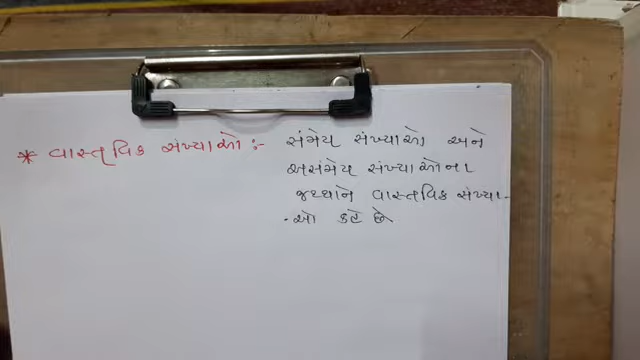 * વાસ્તવિક સંખ્યાઓ :- સંમેય સંખ્યાઓ અને
અસંમેય સંખ્યાઓના
જથ્થાને વાસ્તવિક સંખ્યા-
-ઓ કહે છે